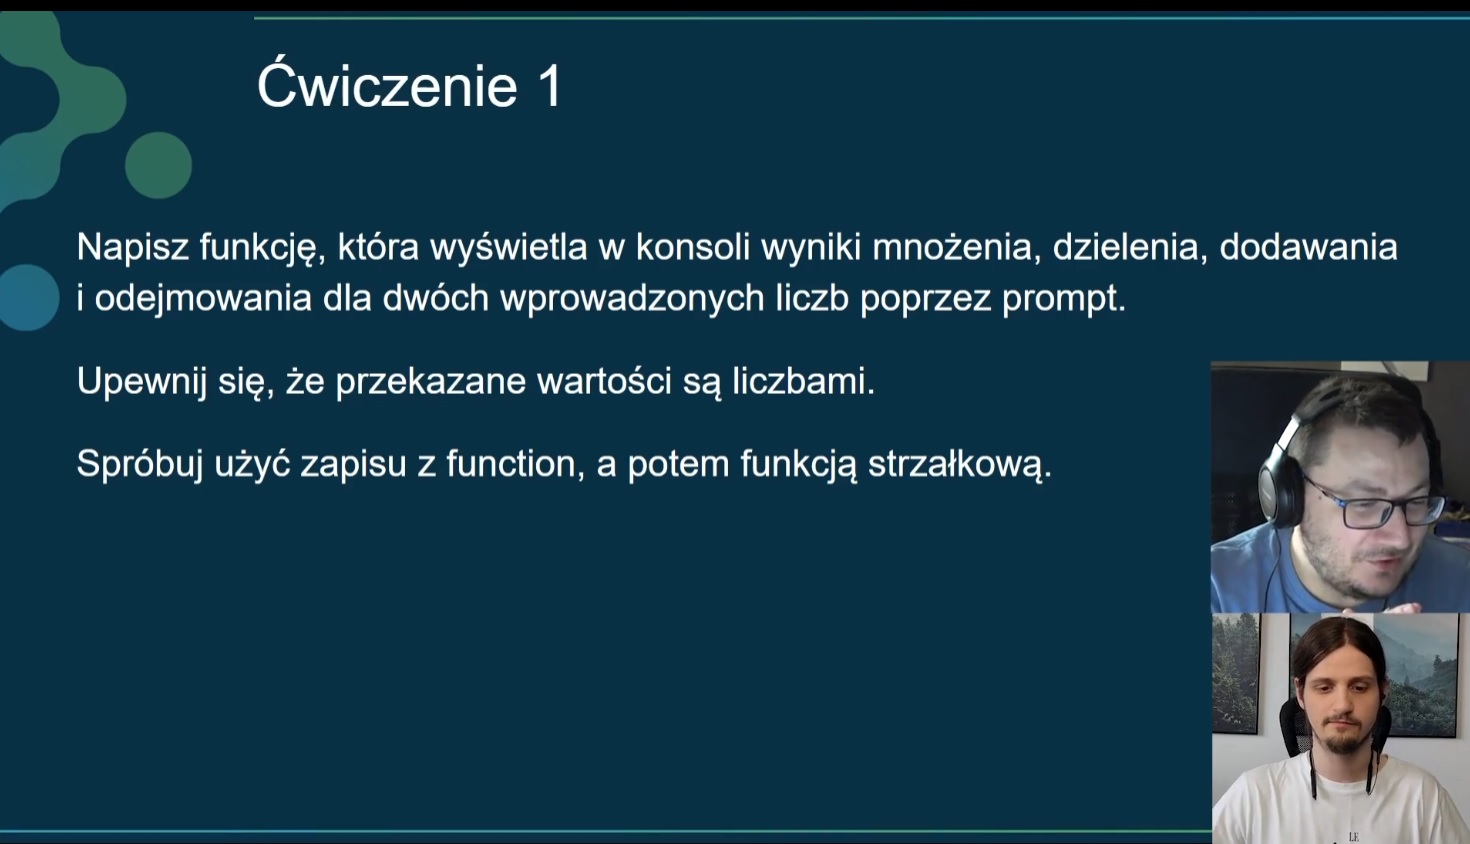 Ćwiczenie 1
Napisz funkcję, która wyświetla w konsoli wyniki mnożenia, dzielenia, dodawania
i odejmowania dla dwóch wprowadzonych liczb poprzez prompt.
Upewnij się, że przekazane wartości są liczbami.
Spróbuj użyć zapisu z function, a potem funkcją strzałkową.
LE